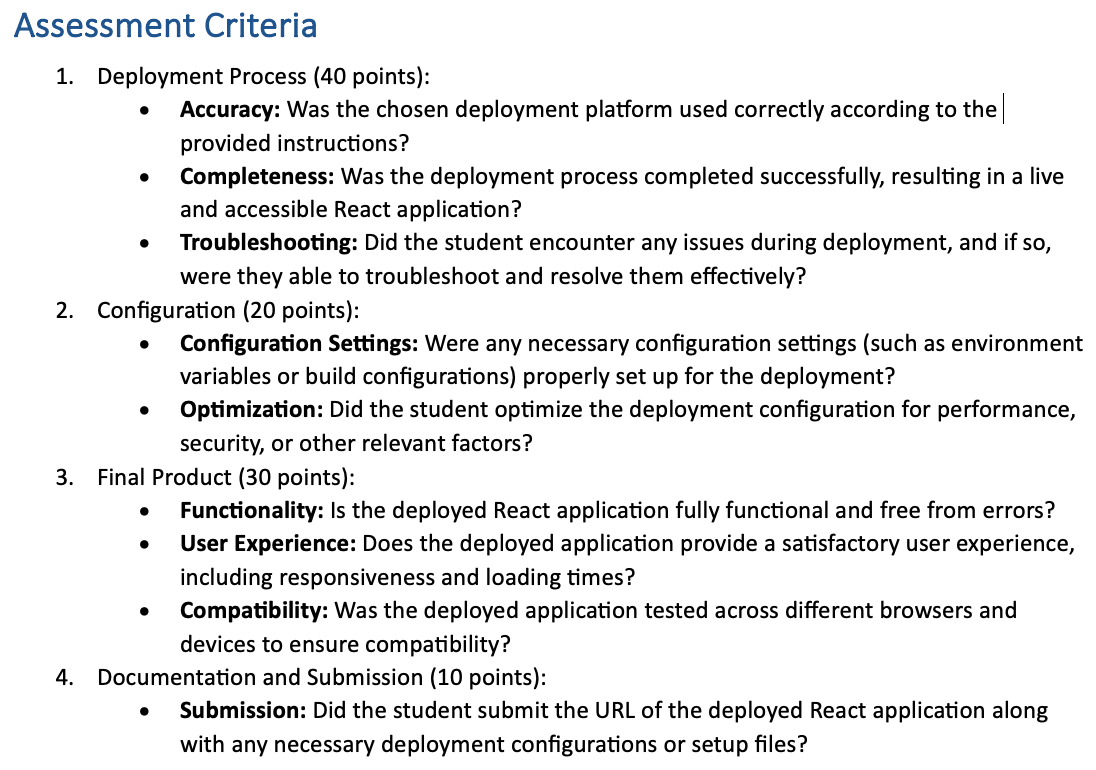 Assessment Criteria
1. Deployment Process (40 points):
• Accuracy: Was the chosen deployment platform used correctly according to the
provided instructions?
• Completeness: Was the deployment process completed successfully, resulting in a live
and accessible React application?
• Troubleshooting: Did the student encounter any issues during deployment, and if so,
were they able to troubleshoot and resolve them effectively?
2. Configuration (20 points):
• Configuration Settings: Were any necessary configuration settings (such as environment
variables or build configurations) properly set up for the deployment?
• Optimization: Did the student optimize the deployment configuration for performance,
security, or other relevant factors?
3. Final Product (30 points):
• Functionality: Is the deployed React application fully functional and free from errors?
• User Experience: Does the deployed application provide a satisfactory user experience,
including responsiveness and loading times?
• Compatibility: Was the deployed application tested across different browsers and
devices to ensure compatibility?
4. Documentation and Submission (10 points):
• Submission: Did the student submit the URL of the deployed React application along
with any necessary deployment configurations or setup files?